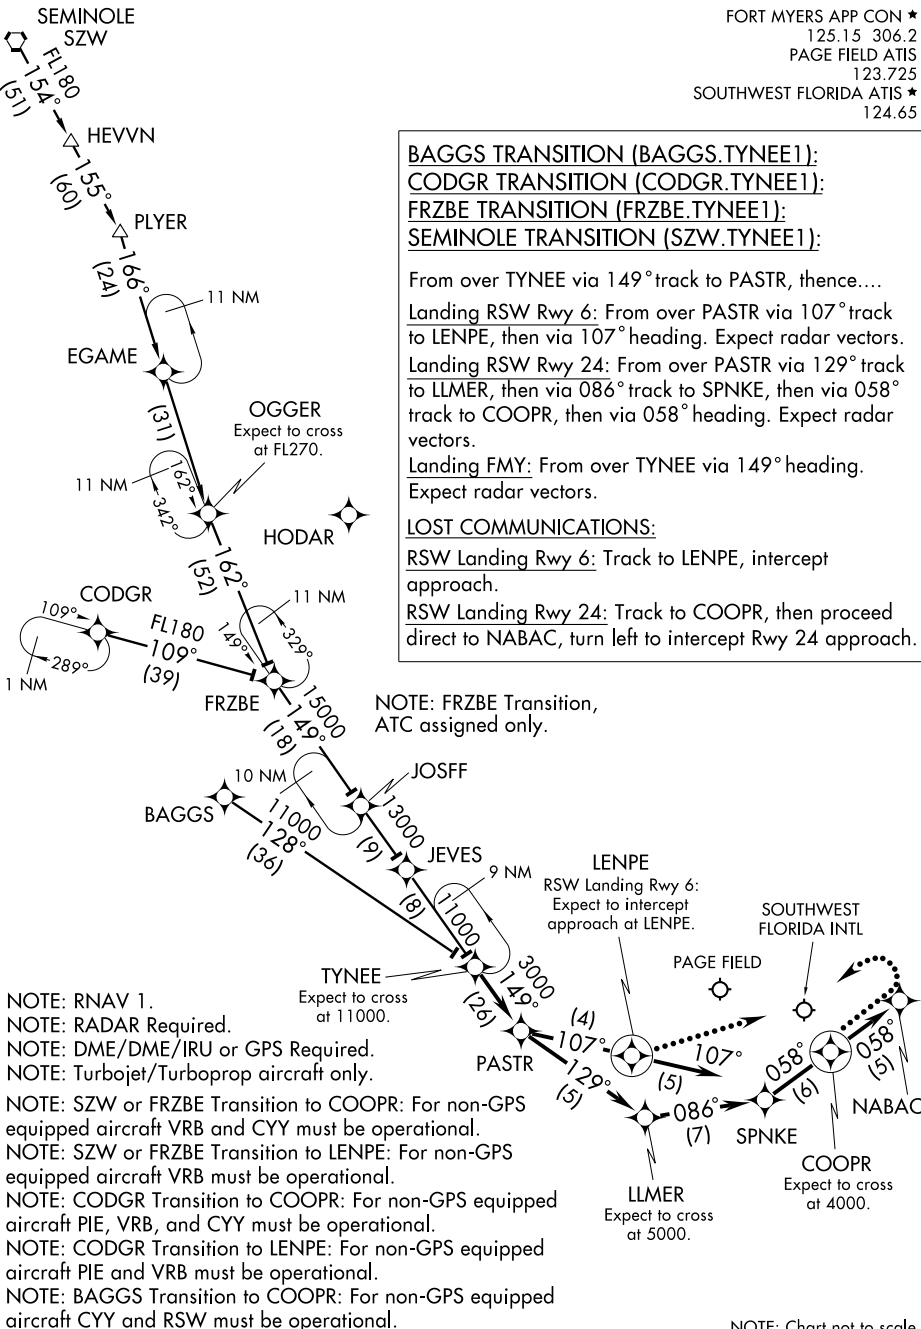 SEMINOLE
SZW
FORT MYERS APP CON ★
125.15 306.2
PAGE FIELD ATIS
123.725
SOUTHWEST FLORIDA ATIS ★
124.65
FL180
154°
(51)
HEVVN
155°
(60)
PLYER
166°
(24)
11 NM
EGAME
(31)
OGGER
Expect to cross
at FL270.
11 NM
162°
342°
HODAR
162°
(52)
CODGR
109°
289°
1 NM
FL180
109°
(39)
11 NM
149°
329°
FRZBE
15000
149°
(18)
BAGGS TRANSITION (BAGGS.TYNEE1):
CODGR TRANSITION (CODGR.TYNEE1):
FRZBE TRANSITION (FRZBE.TYNEE1):
SEMINOLE TRANSITION (SZW.TYNEE1):
From over TYNEE via 149° track to PASTR, thence....
Landing RSW Rwy 6: From over PASTR via 107° track
to LENPE, then via 107° heading. Expect radar vectors.
Landing RSW Rwy 24: From over PASTR via 129° track
to LLMER, then via 086° track to SPNKE, then via 058°
track to COOPR, then via 058° heading. Expect radar
vectors.
Landing FMY: From over TYNEE via 149° heading.
Expect radar vectors.
LOST COMMUNICATIONS:
RSW Landing Rwy 6: Track to LENPE, intercept
approach.
RSW Landing Rwy 24: Track to COOPR, then proceed
direct to NABAC, turn left to intercept Rwy 24 approach.
NOTE: FRZBE Transition,
ATC assigned only.
10 NM
JOSFF
BAGGS
11000
128°
(36)
13000
(9)
JEVES
9 NM
11000
(8)
TYNEE
Expect to cross
at 11000.
3000
149°
(26)
PASTR
LENPE
RSW Landing Rwy 6:
Expect to intercept
approach at LENPE.
SOUTHWEST
FLORIDA INTL
PAGE FIELD
(4)
107°
107°
(5)
129°
(5)
LLMER
Expect to cross
at 5000.
086°
(7)
SPNKE
058°
(6)
COOPR
Expect to cross
at 4000.
058°
(5)
NABAC
NOTE: RNAV 1.
NOTE: RADAR Required.
NOTE: DME/DME/IRU or GPS Required.
NOTE: Turbojet/Turboprop aircraft only.
NOTE: SZW or FRZBE Transition to COOPR: For non-GPS
equipped aircraft VRB and CYY must be operational.
NOTE: SZW or FRZBE Transition to LENPE: For non-GPS
equipped aircraft VRB must be operational.
NOTE: CODGR Transition to COOPR: For non-GPS equipped
aircraft PIE, VRB, and CYY must be operational.
NOTE: CODGR Transition to LENPE: For non-GPS equipped
aircraft PIE and VRB must be operational.
NOTE: BAGGS Transition to COOPR: For non-GPS equipped
aircraft CYY and RSW must be operational.
NOTE: Chart not to scale